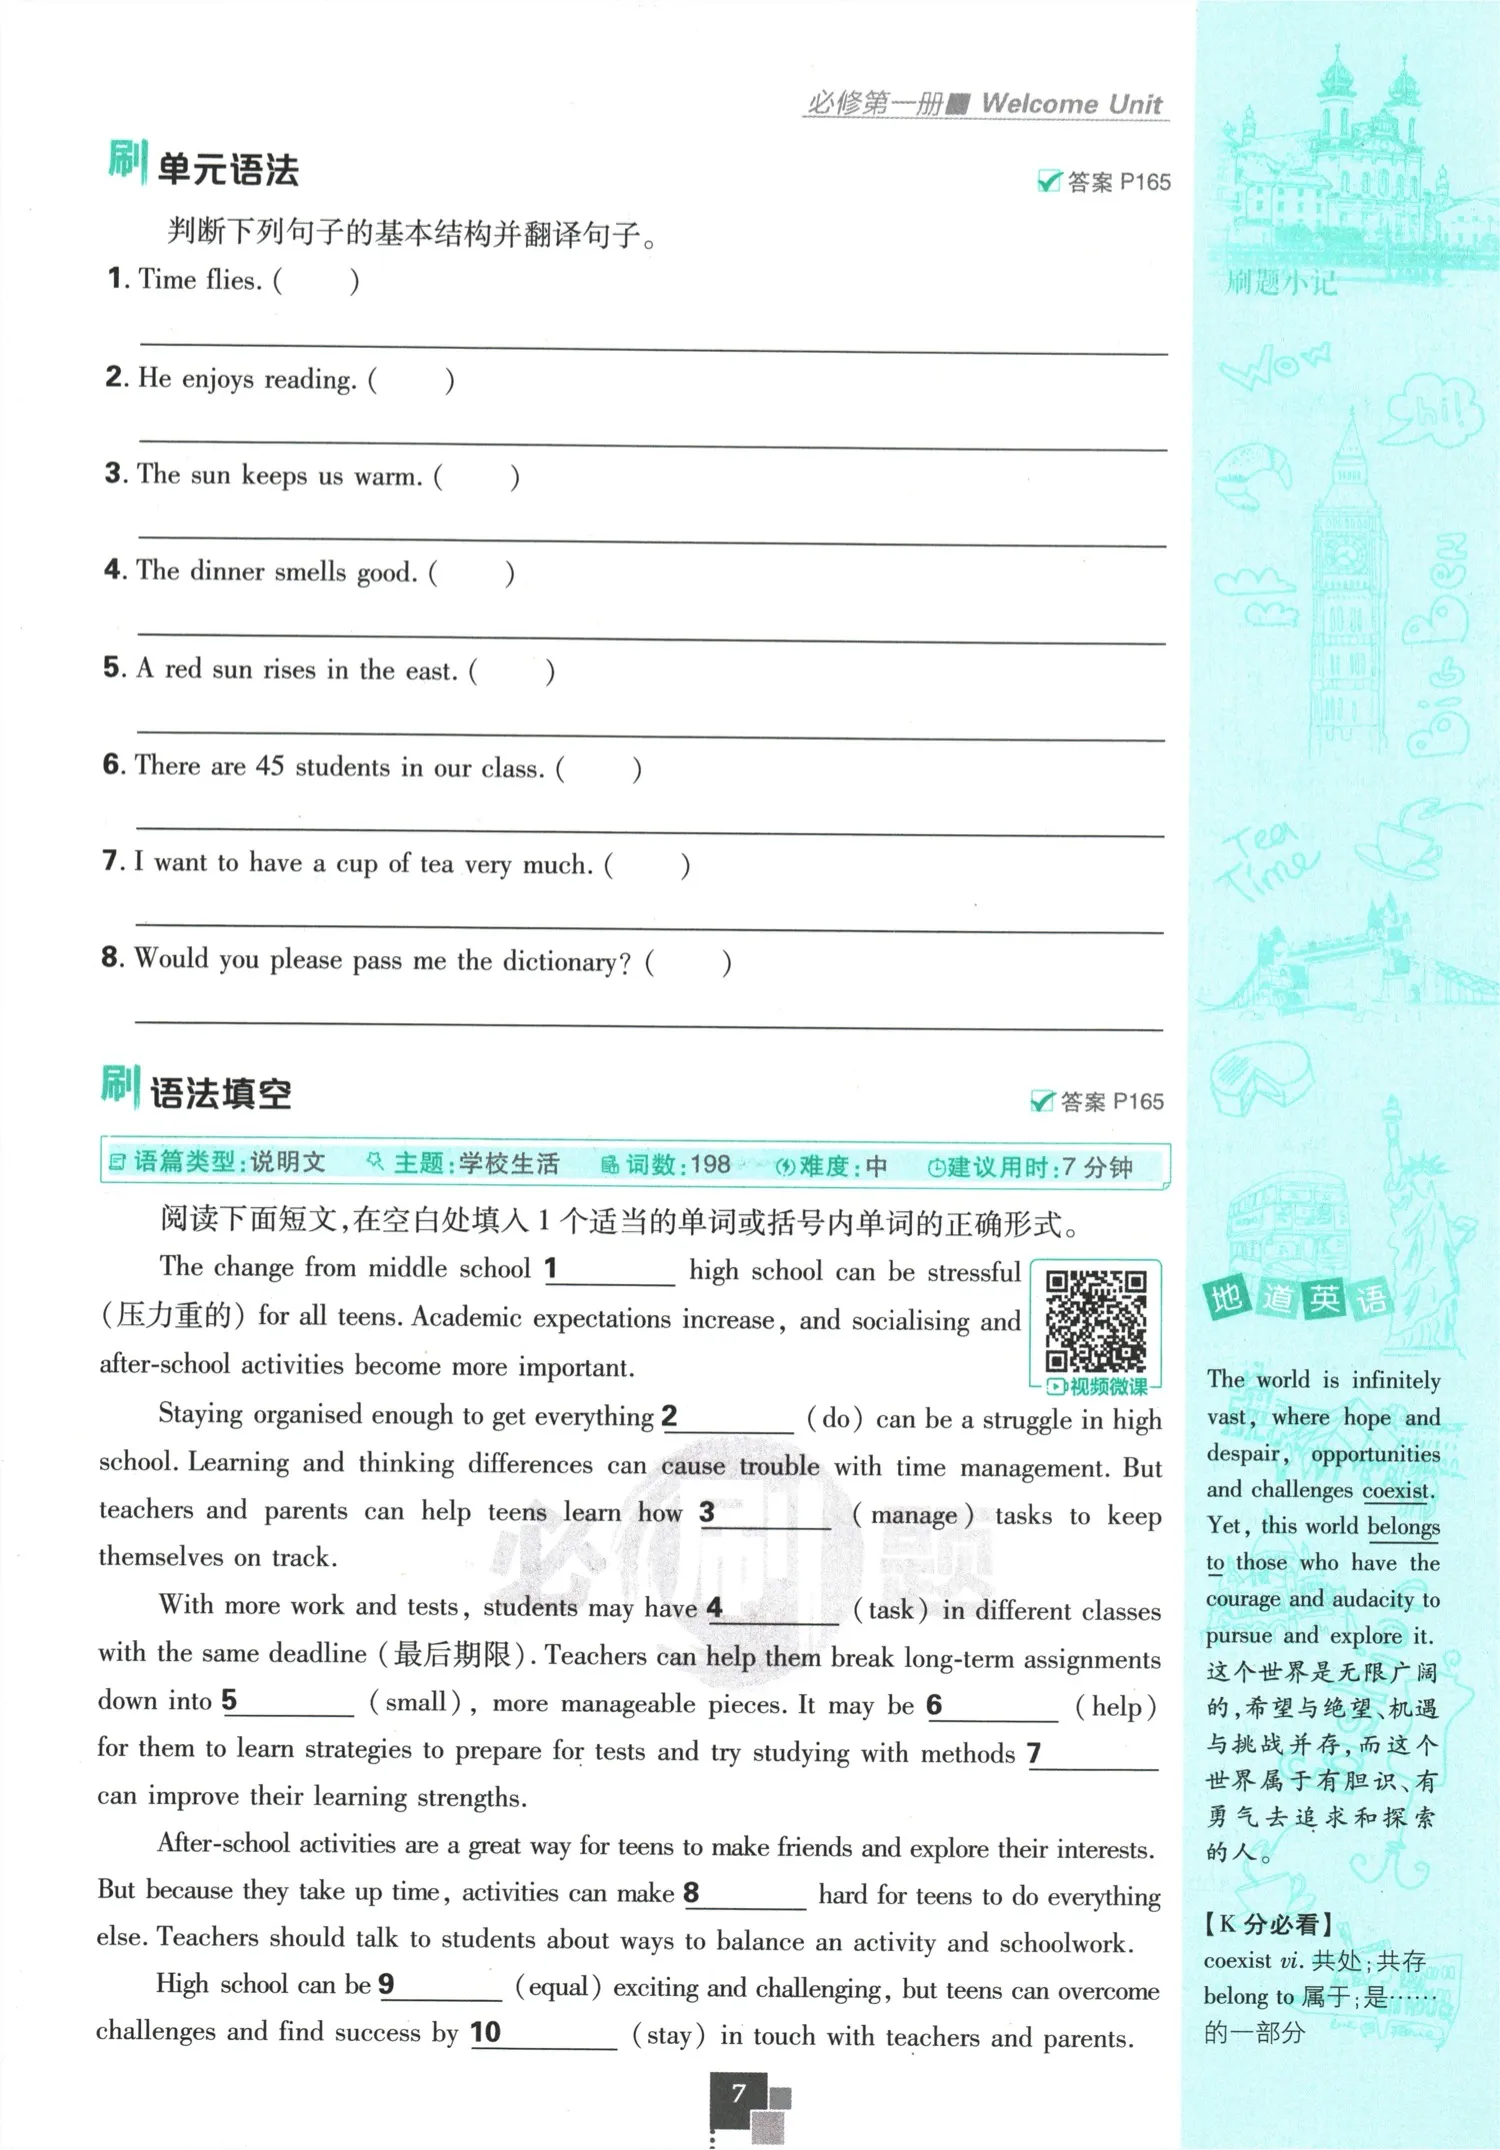 必修第一册 Welcome Unit
刷 单元语法
答案 P165
判断下列句子的基本结构并翻译句子。
1. Time flies. (    )
2. He enjoys reading. (    )
3. The sun keeps us warm. (    )
4. The dinner smells good. (    )
5. A red sun rises in the east. (    )
6. There are 45 students in our class. (    )
7. I want to have a cup of tea very much. (    )
8. Would you please pass me the dictionary? (    )
刷 语法填空
答案 P165
语篇类型:说明文 主题:学校生活 词数:198 难度:中 建议用时:7 分钟
阅读下面短文,在空白处填入 1 个适当的单词或括号内单词的正确形式。
The change from middle school 1________ high school can be stressful
(压力重的) for all teens. Academic expectations increase, and socialising and
after-school activities become more important.
视频微课
Staying organised enough to get everything 2________ (do) can be a struggle in high
school. Learning and thinking differences can cause trouble with time management. But
teachers and parents can help teens learn how 3________ (manage) tasks to keep
themselves on track.
With more work and tests, students may have 4________ (task) in different classes
with the same deadline (最后期限). Teachers can help them break long-term assignments
down into 5________ (small), more manageable pieces. It may be 6________ (help)
for them to learn strategies to prepare for tests and try studying with methods 7________
can improve their learning strengths.
After-school activities are a great way for teens to make friends and explore their interests.
But because they take up time, activities can make 8________ hard for teens to do everything
else. Teachers should talk to students about ways to balance an activity and schoolwork.
High school can be 9________ (equal) exciting and challenging, but teens can overcome
challenges and find success by 10________ (stay) in touch with teachers and parents.
必刷题
7
刷题小记
Wow
hi!
Big Ben
Tea
Time
地道英语
The world is infinitely
vast, where hope and
despair, opportunities
and challenges coexist.
Yet, this world belongs
to those who have the
courage and audacity to
pursue and explore it.
这个世界是无限广阔
的,希望与绝望、机遇
与挑战并存,而这个
世界属于有胆识、有
勇气去追求和探索
的人。
【K 分必看】
coexist vi. 共处;共存
belong to 属于;是……
的一部分